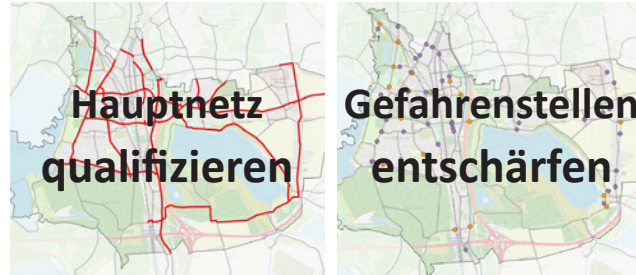 Hauptnetz
qualifizieren
Gefahrenstellen
entschärfen